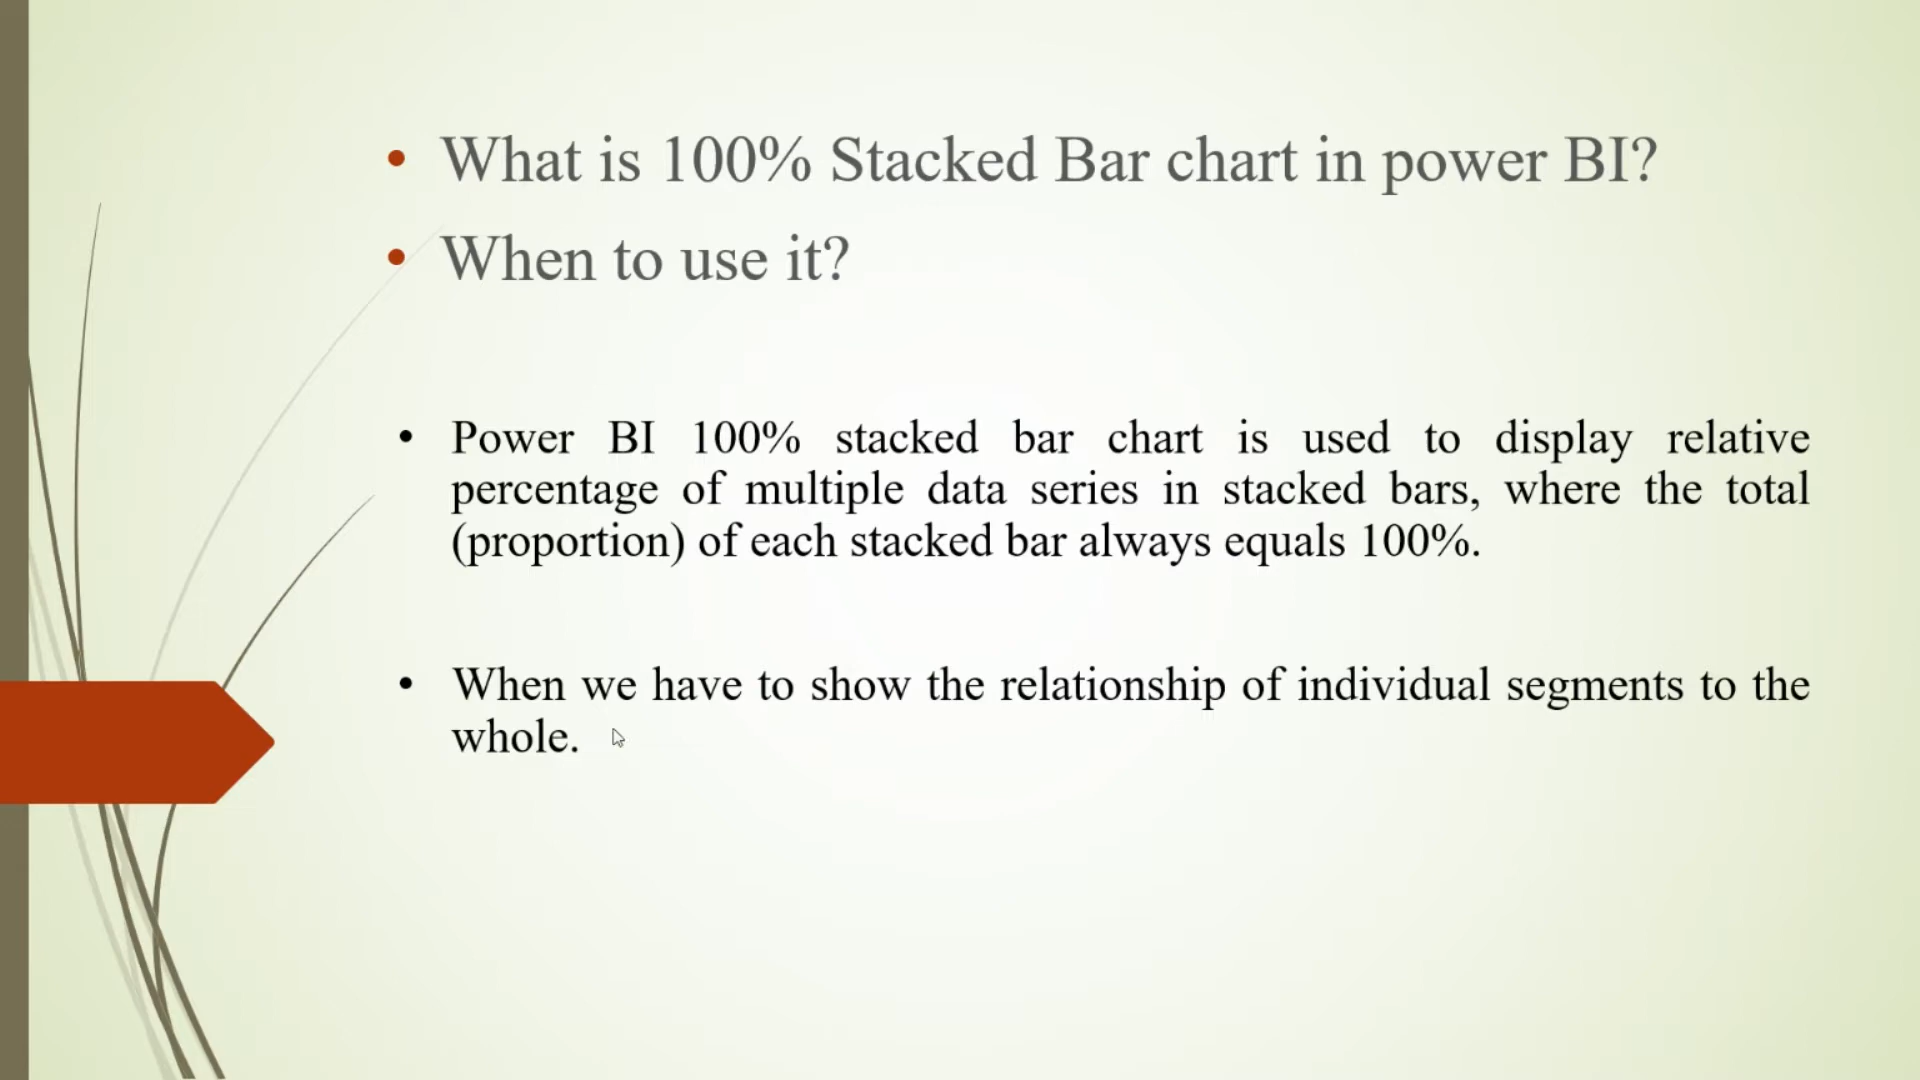 • What is 100% Stacked Bar chart in power BI?
• When to use it?
• Power BI 100% stacked bar chart is used to display relative
percentage of multiple data series in stacked bars, where the total
(proportion) of each stacked bar always equals 100%.
• When we have to show the relationship of individual segments to the
whole.